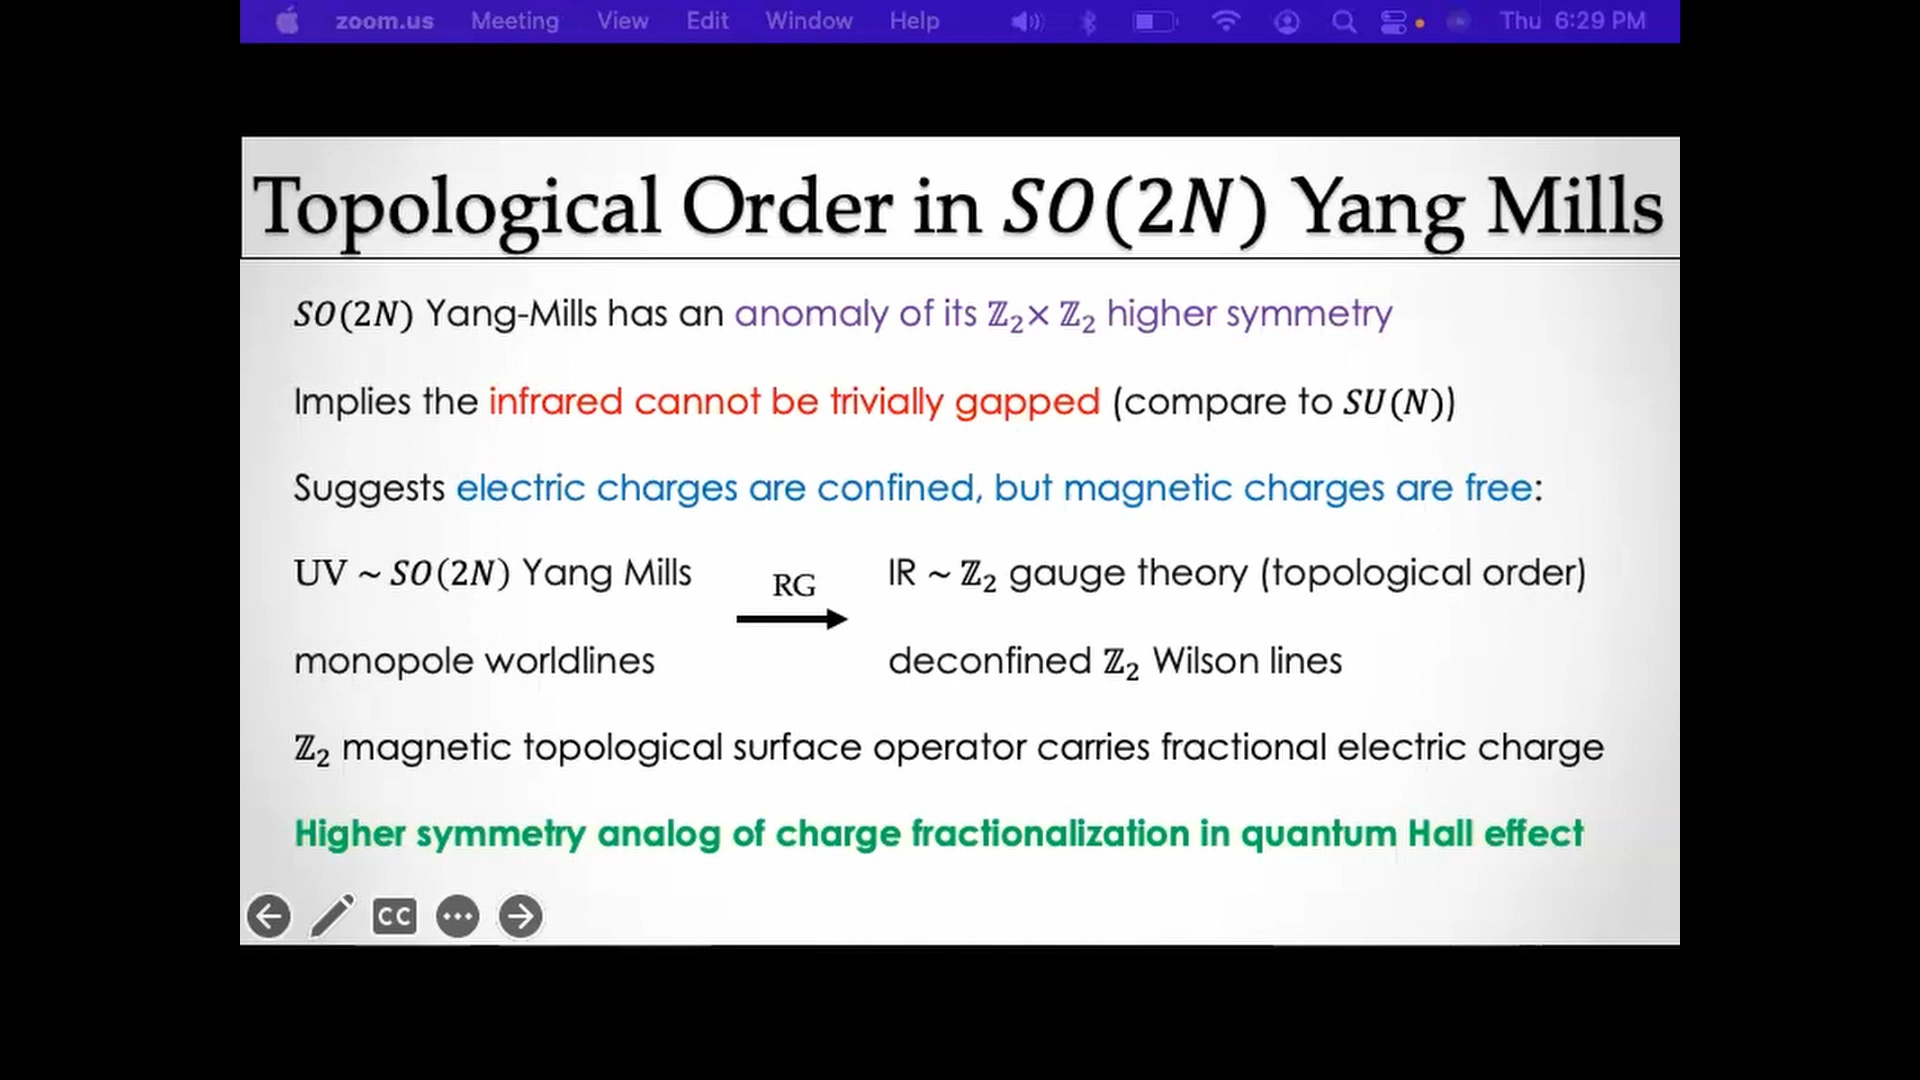 zoom.us Meeting View Edit Window Help Thu 6:29 PM
Topological Order in SO(2N) Yang Mills
SO(2N) Yang-Mills has an anomaly of its ℤ₂× ℤ₂ higher symmetry
Implies the infrared cannot be trivially gapped (compare to SU(N))
Suggests electric charges are confined, but magnetic charges are free:
UV ~ SO(2N) Yang Mills RG IR ~ ℤ₂ gauge theory (topological order)
monopole worldlines deconfined ℤ₂ Wilson lines
ℤ₂ magnetic topological surface operator carries fractional electric charge
Higher symmetry analog of charge fractionalization in quantum Hall effect
CC